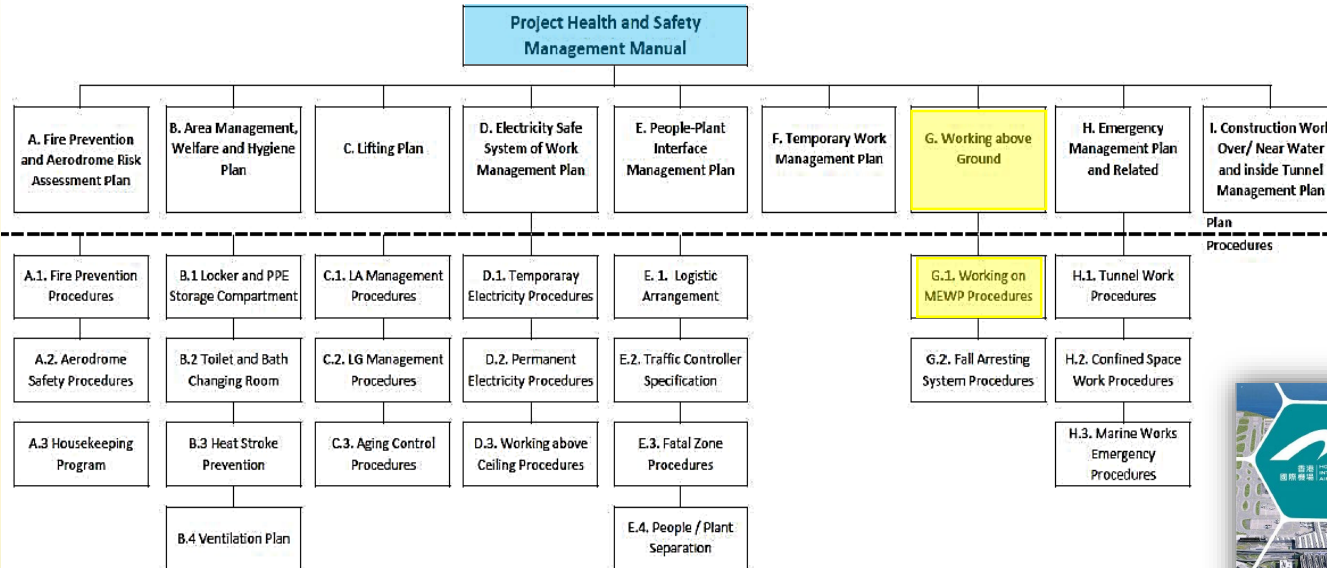 Project Health and Safety
Management Manual
A. Fire Prevention
and Aerodrome Risk
Assessment Plan
B. Area Management,
Welfare and Hygiene
Plan
C. Lifting Plan
D. Electricity Safe
System of Work
Management Plan
E. People-Plant
Interface
Management Plan
F. Temporary Work
Management Plan
G. Working above
Ground
H. Emergency
Management Plan
and Related
I. Construction Work
Over/ Near Water
and inside Tunnel
Management Plan
Plan
Procedures
A.1. Fire Prevention
Procedures
B.1 Locker and PPE
Storage Compartment
C.1. LA Management
Procedures
D.1. Temporaray
Electricity Procedures
E. 1. Logistic
Arrangement
G.1. Working on
MEWP Procedures
H.1. Tunnel Work
Procedures
A.2. Aerodrome
Safety Procedures
B.2 Toilet and Bath
Changing Room
C.2. LG Management
Procedures
D.2. Permanent
Electricity Procedures
E.2. Traffic Controller
Specification
G.2. Fall Arresting
System Procedures
H.2. Confined Space
Work Procedures
A.3 Housekeeping
Program
B.3 Heat Stroke
Prevention
C.3. Aging Control
Procedures
D.3. Working above
Ceiling Procedures
E.3. Fatal Zone
Procedures
H.3. Marine Works
Emergency
Procedures
B.4 Ventilation Plan
E.4. People / Plant
Separation
香港
國際機場